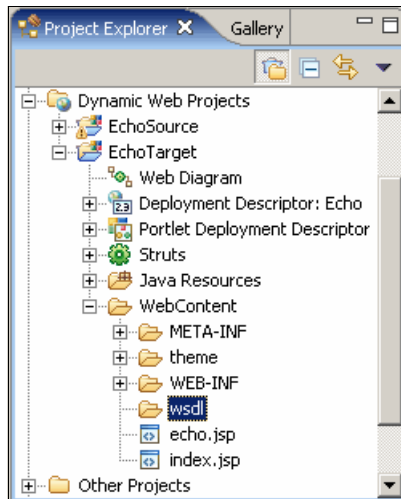 Project Explorer Gallery
Dynamic Web Projects
EchoSource
EchoTarget
Web Diagram
2.3 Deployment Descriptor: Echo
Portlet Deployment Descriptor
Struts
Java Resources
WebContent
META-INF
theme
WEB-INF
wsdl
echo.jsp
index.jsp
Other Projects